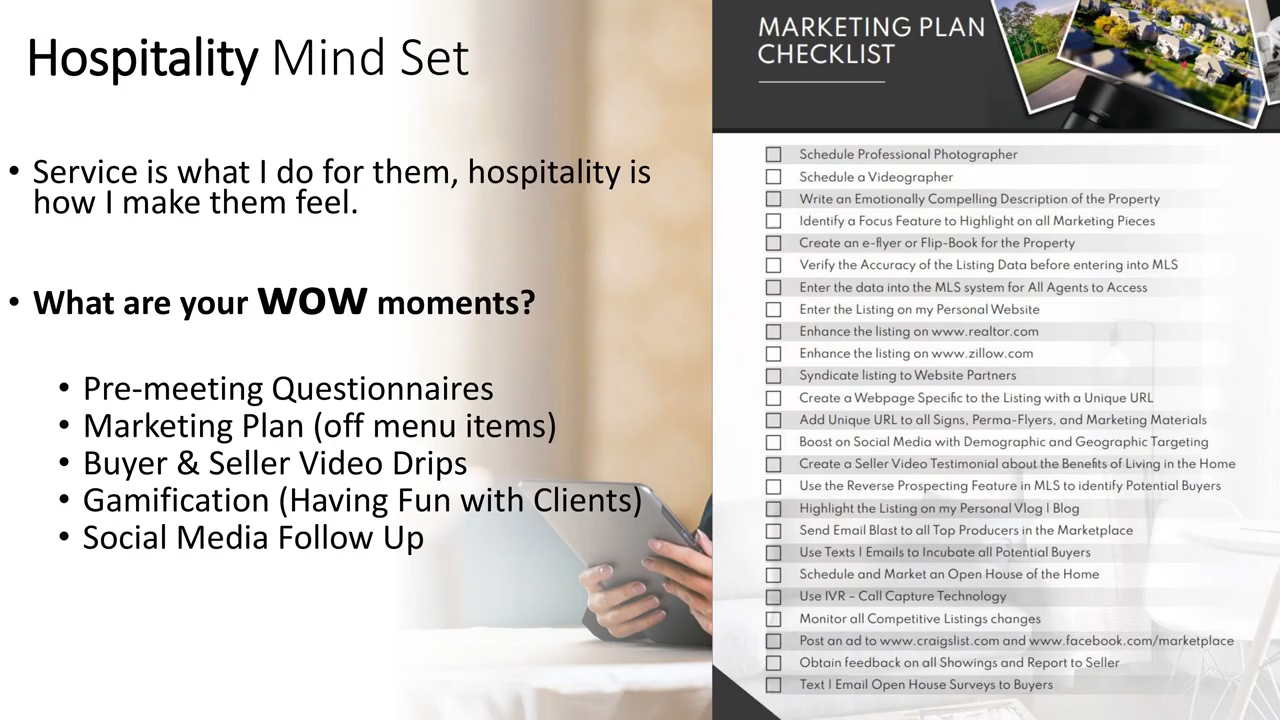 Hospitality Mind Set
• Service is what I do for them, hospitality is
how I make them feel.
• What are your WOW moments?
• Pre-meeting Questionnaires
• Marketing Plan (off menu items)
• Buyer & Seller Video Drips
• Gamification (Having Fun with Clients)
• Social Media Follow Up
MARKETING PLAN
CHECKLIST
Schedule Professional Photographer
Schedule a Videographer
Write an Emotionally Compelling Description of the Property
Identify a Focus Feature to Highlight on all Marketing Pieces
Create an e-flyer or Flip-Book for the Property
Verify the Accuracy of the Listing Data before entering into MLS
Enter the data into the MLS system for All Agents to Access
Enter the Listing on my Personal Website
Enhance the listing on www.realtor.com
Enhance the listing on www.zillow.com
Syndicate listing to Website Partners
Create a Webpage Specific to the Listing with a Unique URL
Add Unique URL to all Signs, Perma-Flyers, and Marketing Materials
Boost on Social Media with Demographic and Geographic Targeting
Create a Seller Video Testimonial about the Benefits of Living in the Home
Use the Reverse Prospecting Feature in MLS to identify Potential Buyers
Highlight the Listing on my Personal Vlog | Blog
Send Email Blast to all Top Producers in the Marketplace
Use Texts | Emails to Incubate all Potential Buyers
Schedule and Market an Open House of the Home
Use IVR – Call Capture Technology
Monitor all Competitive Listings changes
Post an ad to www.craigslist.com and www.facebook.com/marketplace
Obtain feedback on all Showings and Report to Seller
Text | Email Open House Surveys to Buyers